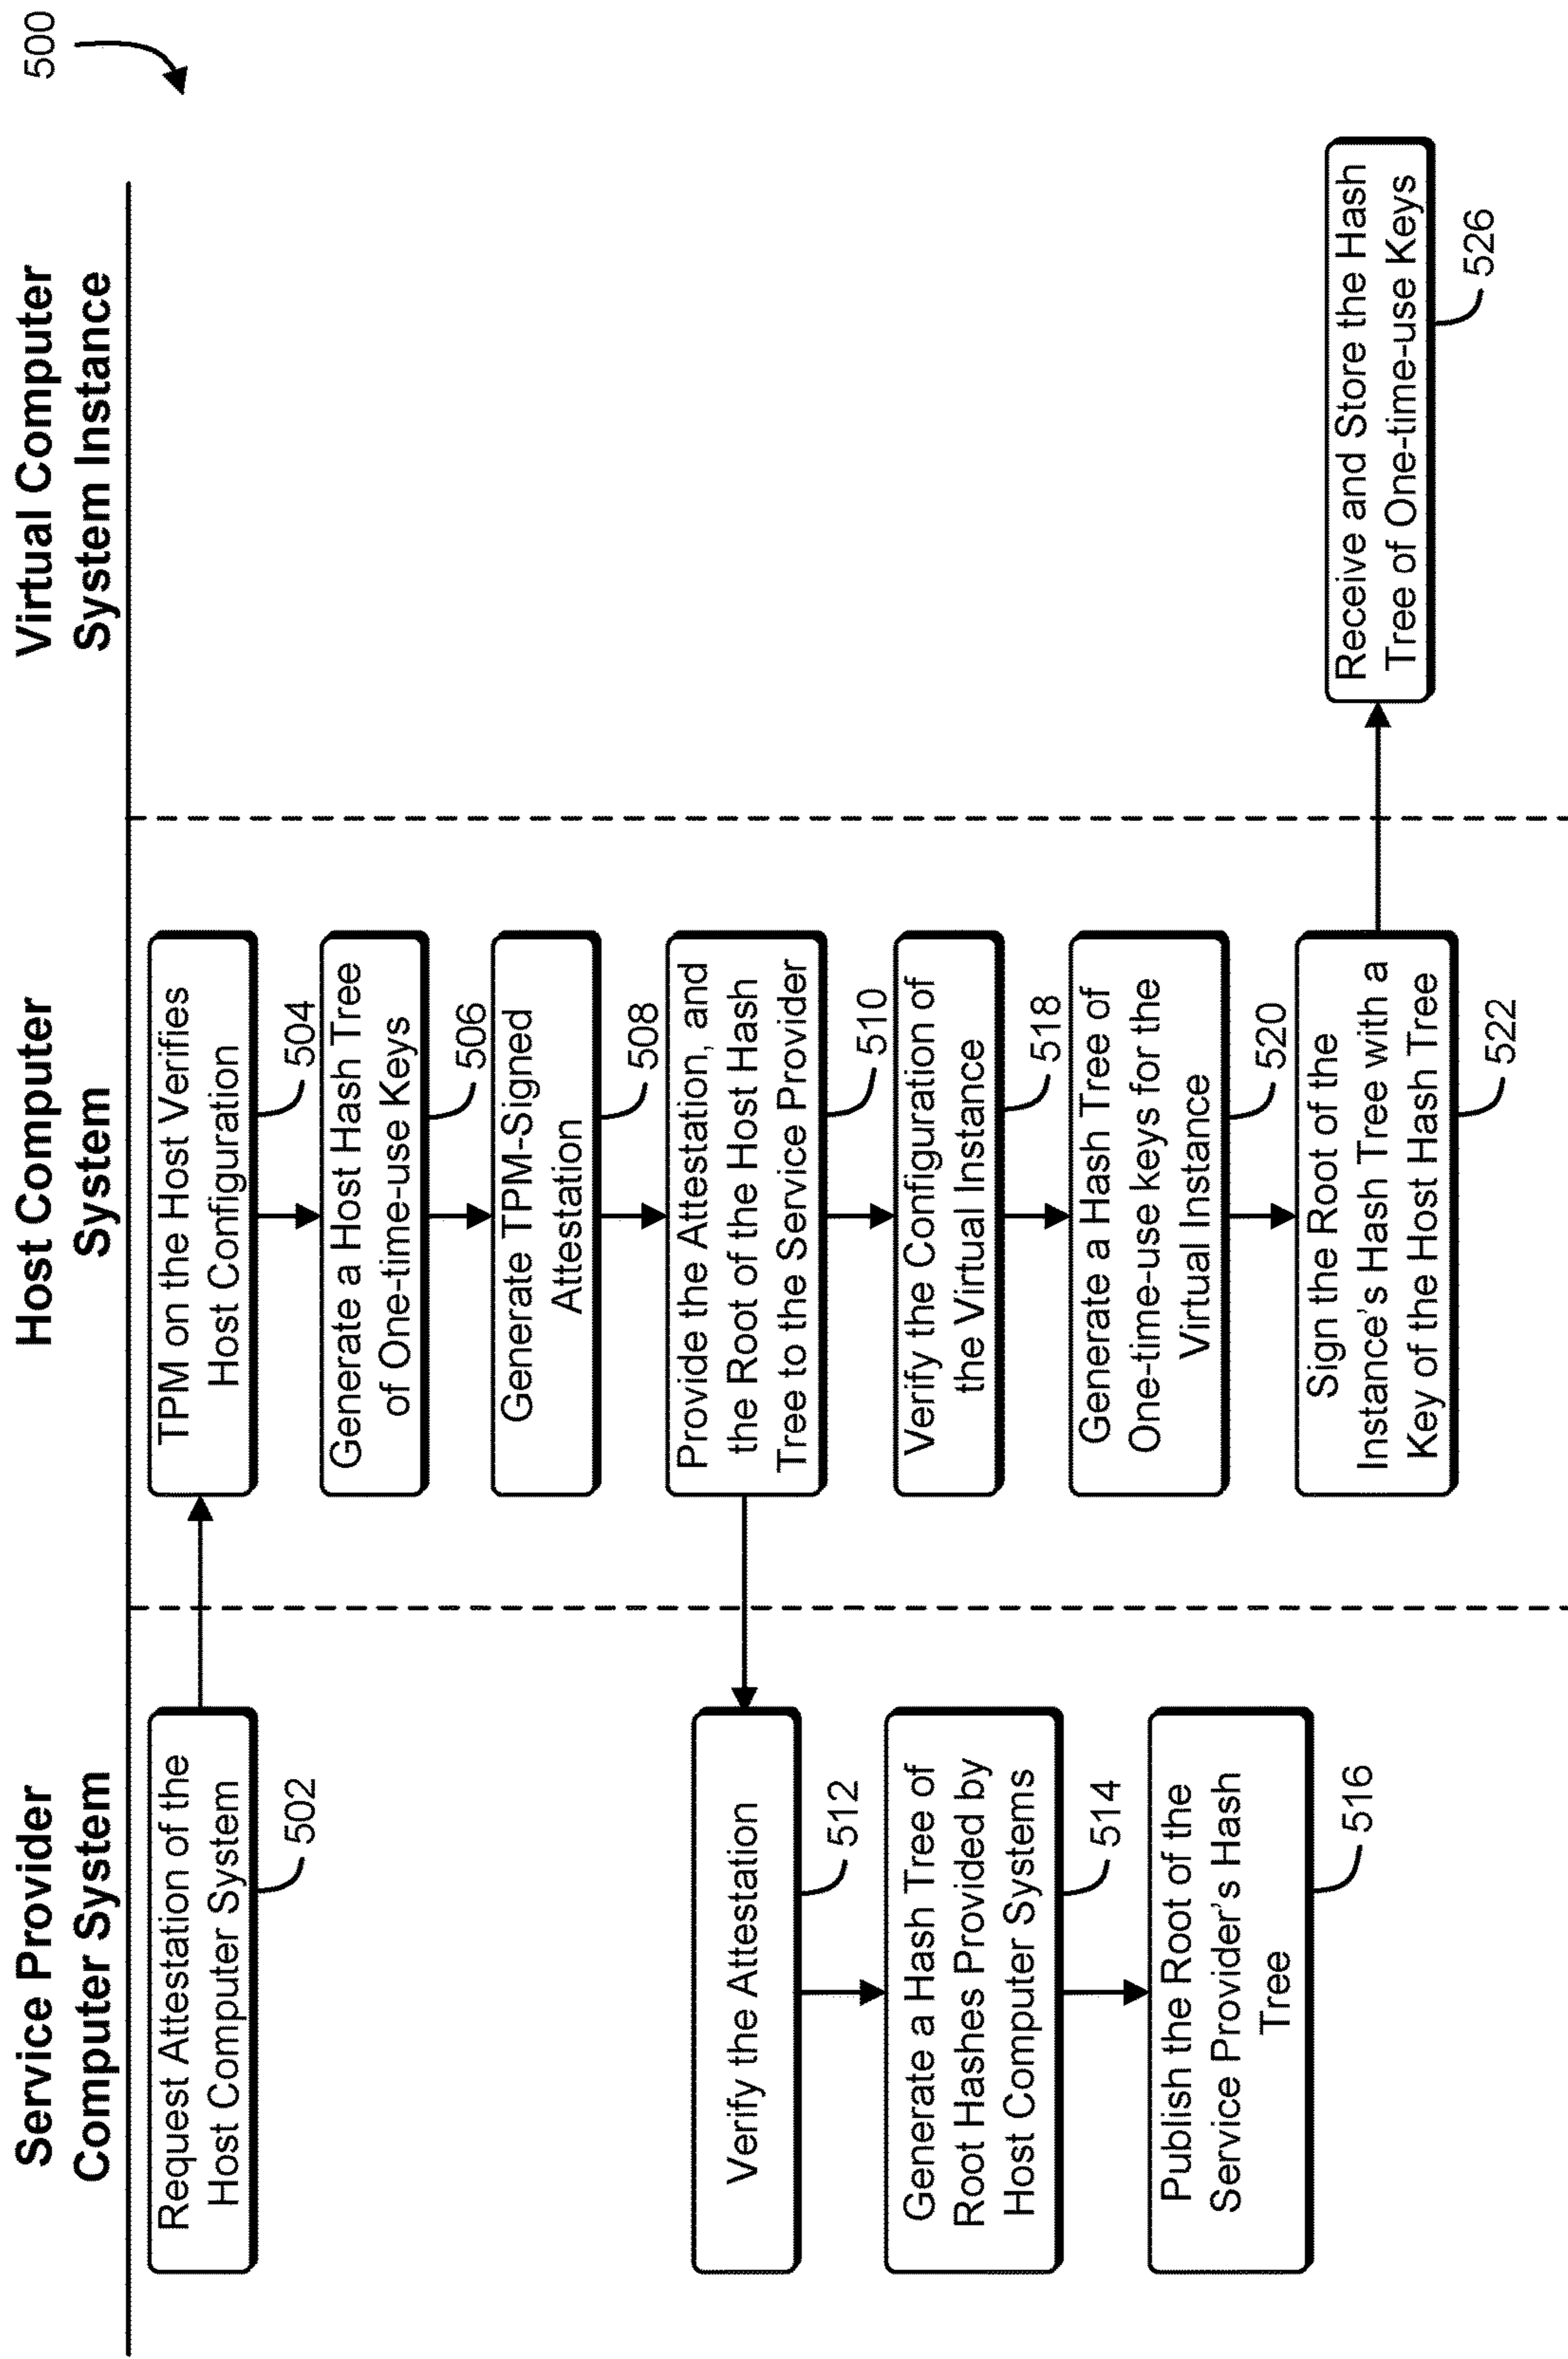 500
Service Provider
Computer System
Host Computer
System
Virtual Computer
System Instance
Request Attestation of the
Host Computer System
502
TPM on the Host Verifies
Host Configuration
504
Generate a Host Hash Tree
of One-time-use Keys
506
Generate TPM-Signed
Attestation
508
Provide the Attestation, and
the Root of the Host Hash
Tree to the Service Provider
510
Verify the Attestation
512
Generate a Hash Tree of
Root Hashes Provided by
Host Computer Systems
514
Publish the Root of the
Service Provider's Hash
Tree
516
Verify the Configuration of
the Virtual Instance
518
Generate a Hash Tree of
One-time-use keys for the
Virtual Instance
520
Sign the Root of the
Instance's Hash Tree with a
Key of the Host Hash Tree
522
Receive and Store the Hash
Tree of One-time-use Keys
526